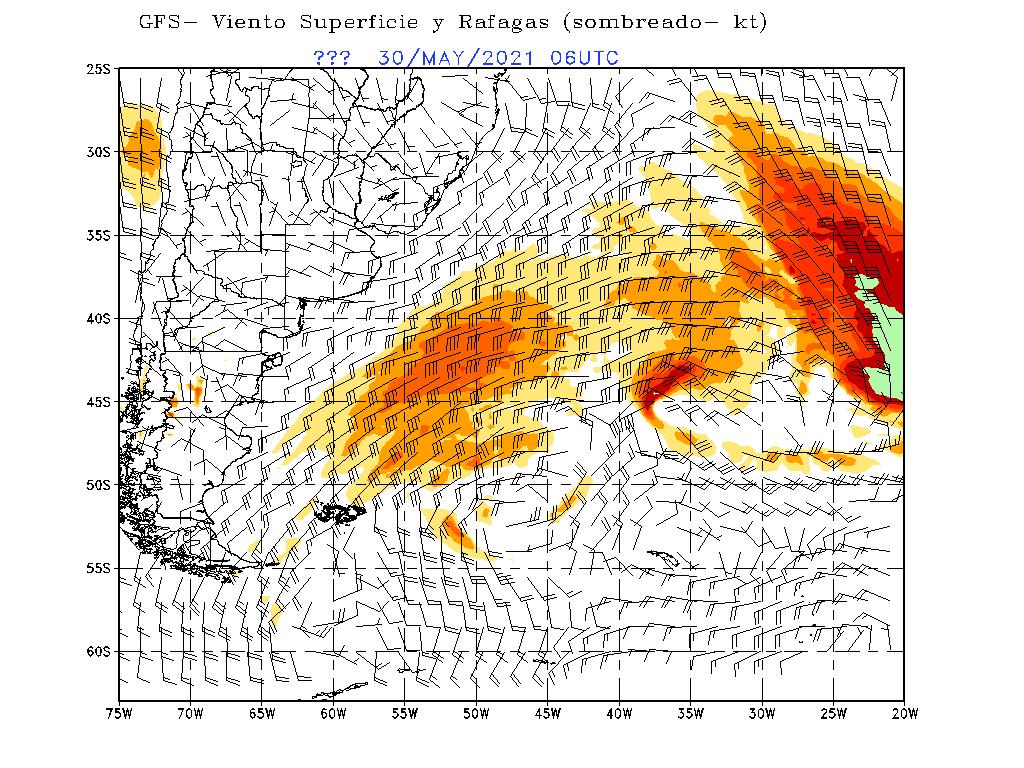 GFS− Viento Superficie y Rafagas (sombreado− kt)
??? 30/MAY/2021 06UTC
25S
30S
35S
40S
45S
50S
55S
60S
75W 70W 65W 60W 55W 50W 45W 40W 35W 30W 25W 20W